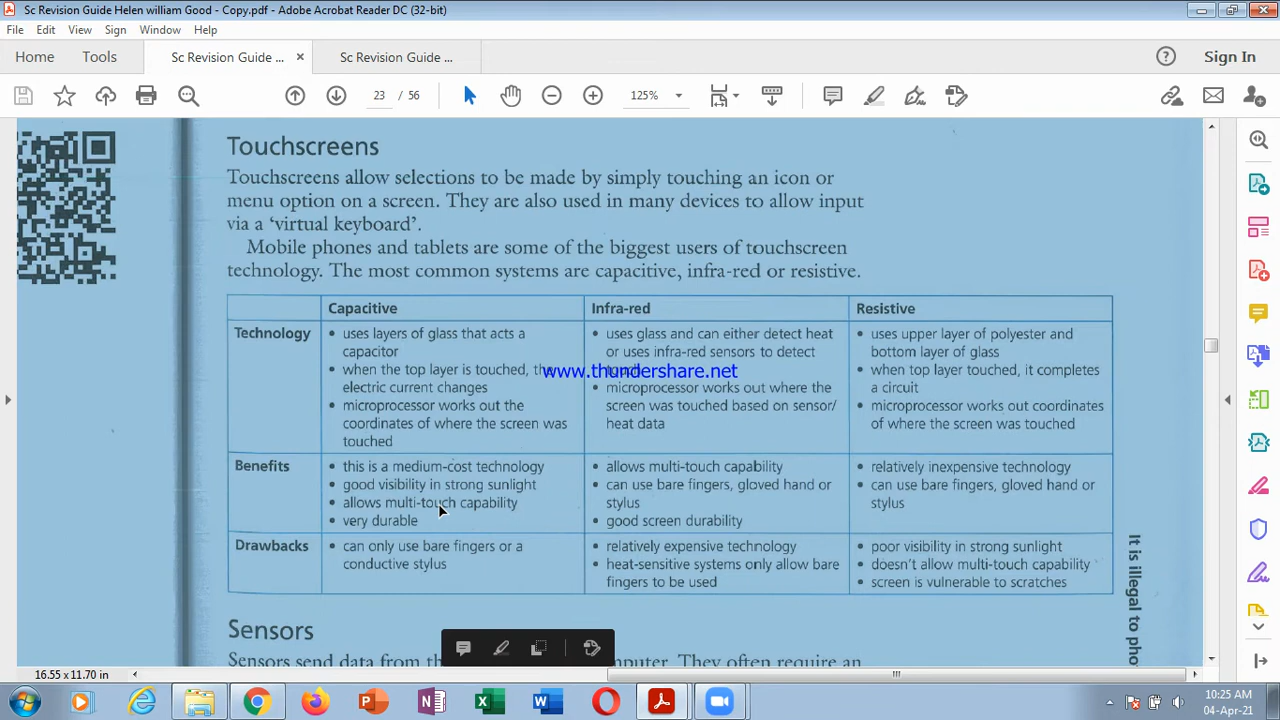 Sc Revision Guide Helen william Good - Copy.pdf - Adobe Acrobat Reader DC (32-bit)
File Edit View Sign Window Help
Home Tools Sc Revision Guide ... × Sc Revision Guide ... Sign In
23 / 56 125%
Touchscreens
Touchscreens allow selections to be made by simply touching an icon or
menu option on a screen. They are also used in many devices to allow input
via a ‘virtual keyboard’.
Mobile phones and tablets are some of the biggest users of touchscreen
technology. The most common systems are capacitive, infra-red or resistive.
Capacitive Infra-red Resistive
Technology
• uses layers of glass that acts a
capacitor
• when the top layer is touched, the
electric current changes
• microprocessor works out the
coordinates of where the screen was
touched
• uses glass and can either detect heat
or uses infra-red sensors to detect
touch
• microprocessor works out where the
screen was touched based on sensor/
heat data
• uses upper layer of polyester and
bottom layer of glass
• when top layer touched, it completes
a circuit
• microprocessor works out coordinates
of where the screen was touched
www.thundershare.net
Benefits
• this is a medium-cost technology
• good visibility in strong sunlight
• allows multi-touch capability
• very durable
• allows multi-touch capability
• can use bare fingers, gloved hand or
stylus
• good screen durability
• relatively inexpensive technology
• can use bare fingers, gloved hand or
stylus
Drawbacks
• can only use bare fingers or a
conductive stylus
• relatively expensive technology
• heat-sensitive systems only allow bare
fingers to be used
• poor visibility in strong sunlight
• doesn’t allow multi-touch capability
• screen is vulnerable to scratches
It is illegal to pho
Sensors
Sensors send data from th mputer. They often require an
16.55 x 11.70 in
10:25 AM
04-Apr-21